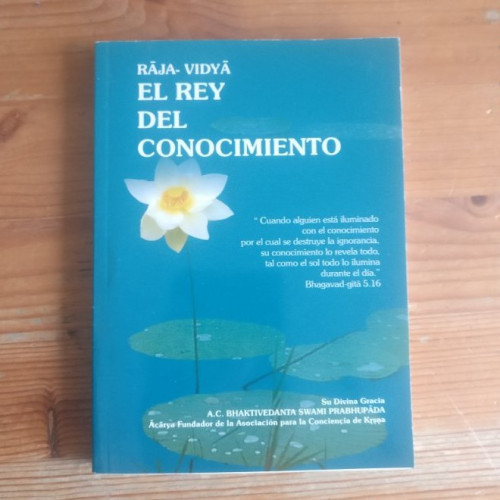 RĀJA- VIDYĀ
EL REY
DEL
CONOCIMIENTO
“ Cuando alguien está iluminado
con el conocimiento
por el cual se destruye la ignorancia,
su conocimiento lo revela todo,
tal como el sol todo lo ilumina
durante el día.”
Bhagavad-gītā 5.16
Su Divina Gracia
A.C. BHAKTIVEDANTA SWAMI PRABHUPĀDA
Ācārya Fundador de la Asociación para la Conciencia de Kṛṣṇa